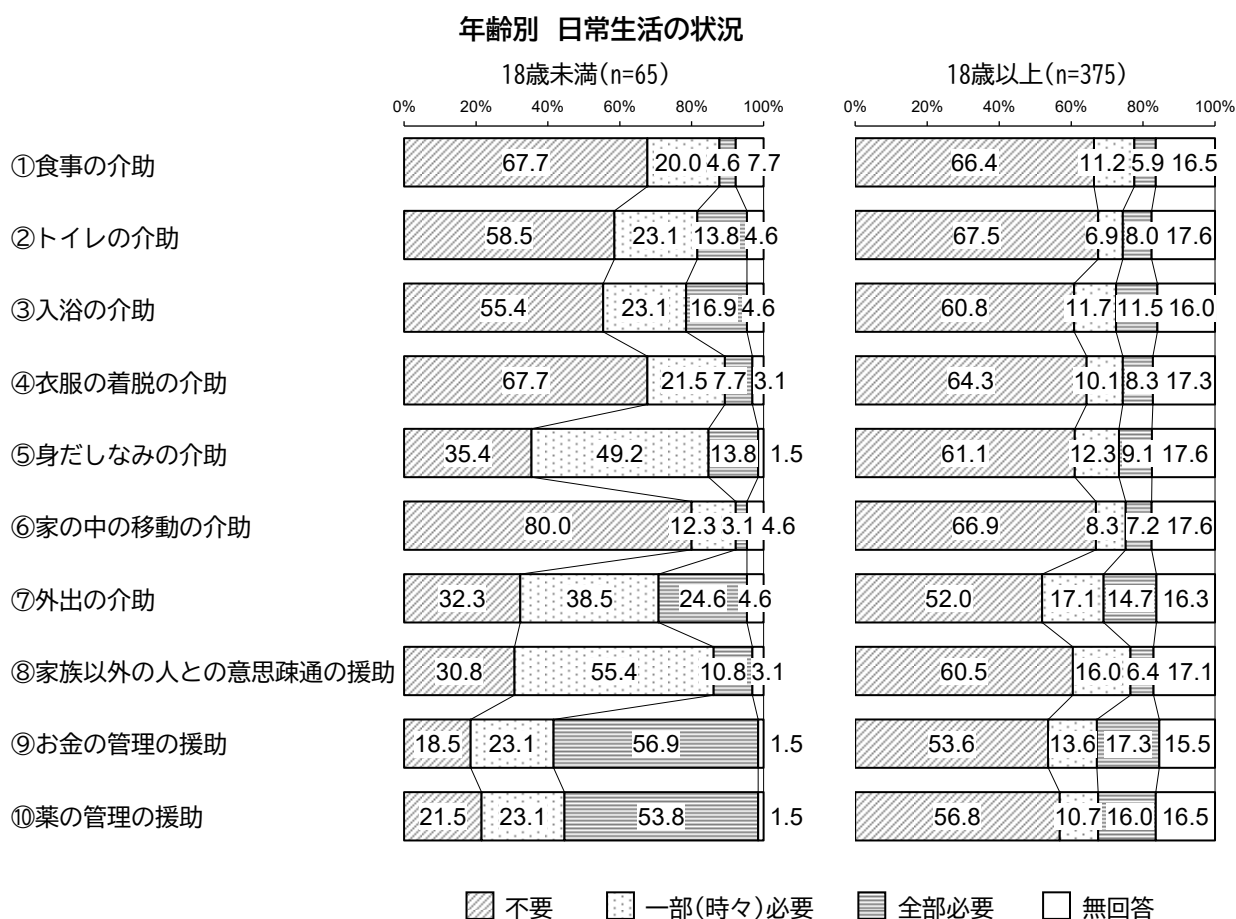 年齢別 日常生活の状況
18歳未満(n=65) 18歳以上(n=375)
0% 20% 40% 60% 80% 100% 0% 20% 40% 60% 80% 100%
①食事の介助 67.7 20.0 4.6 7.7 66.4 11.2 5.9 16.5
②トイレの介助 58.5 23.1 13.8 4.6 67.5 6.9 8.0 17.6
③入浴の介助 55.4 23.1 16.9 4.6 60.8 11.7 11.5 16.0
④衣服の着脱の介助 67.7 21.5 7.7 3.1 64.3 10.1 8.3 17.3
⑤身だしなみの介助 35.4 49.2 13.8 1.5 61.1 12.3 9.1 17.6
⑥家の中の移動の介助 80.0 12.3 3.1 4.6 66.9 8.3 7.2 17.6
⑦外出の介助 32.3 38.5 24.6 4.6 52.0 17.1 14.7 16.3
⑧家族以外の人との意思疎通の援助 30.8 55.4 10.8 3.1 60.5 16.0 6.4 17.1
⑨お金の管理の援助 18.5 23.1 56.9 1.5 53.6 13.6 17.3 15.5
⑩薬の管理の援助 21.5 23.1 53.8 1.5 56.8 10.7 16.0 16.5
不要 一部(時々)必要 全部必要 無回答